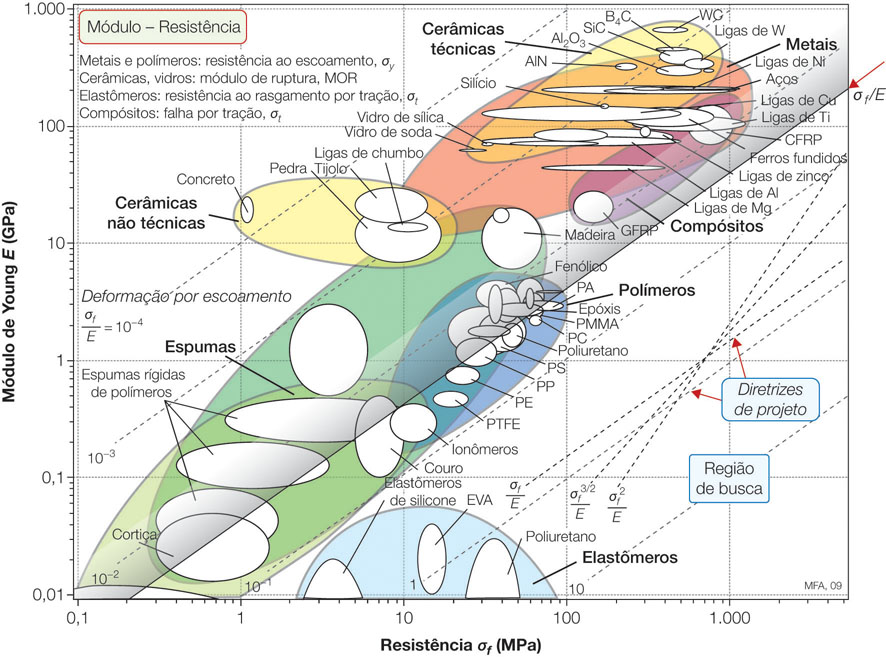 Módulo – Resistência
Metais e polímeros: resistência ao escoamento, σy
Cerâmicas, vidros: módulo de ruptura, MOR
Elastômeros: resistência ao rasgamento por tração, σt
Compósitos: falha por tração, σt
1.000
100
10
1
0,1
0,01
Módulo de Young E (GPa)
Cerâmicas
técnicas
B4C
WC
SiC
Ligas de W
Al2O3
Metais
AlN
Ligas de Ni
Silício
Aços
σf/E
Ligas de Cu
Vidro de sílica
Ligas de Ti
Vidro de soda
CFRP
Ligas de chumbo
Ferros fundidos
Pedra
Tijolo
Ligas de zinco
Concreto
Ligas de Al
Cerâmicas
não técnicas
Ligas de Mg
Compósitos
Madeira
GFRP
Fenólico
Deformação por escoamento
σf
E
= 10-4
PA
Polímeros
Epóxis
PMMA
PC
Espumas
Poliuretano
PS
Espumas rígidas
de polímeros
PP
PE
Diretrizes
de projeto
PTFE
10-3
Ionômeros
Couro
Região
de busca
Elastômeros
de silicone
EVA
σf
E
σf3/2
E
σf2
E
Cortiça
Poliuretano
Elastômeros
10-2
10-1
1
10
MFA, 09
0,1
1
10
100
1.000
Resistência σf (MPa)